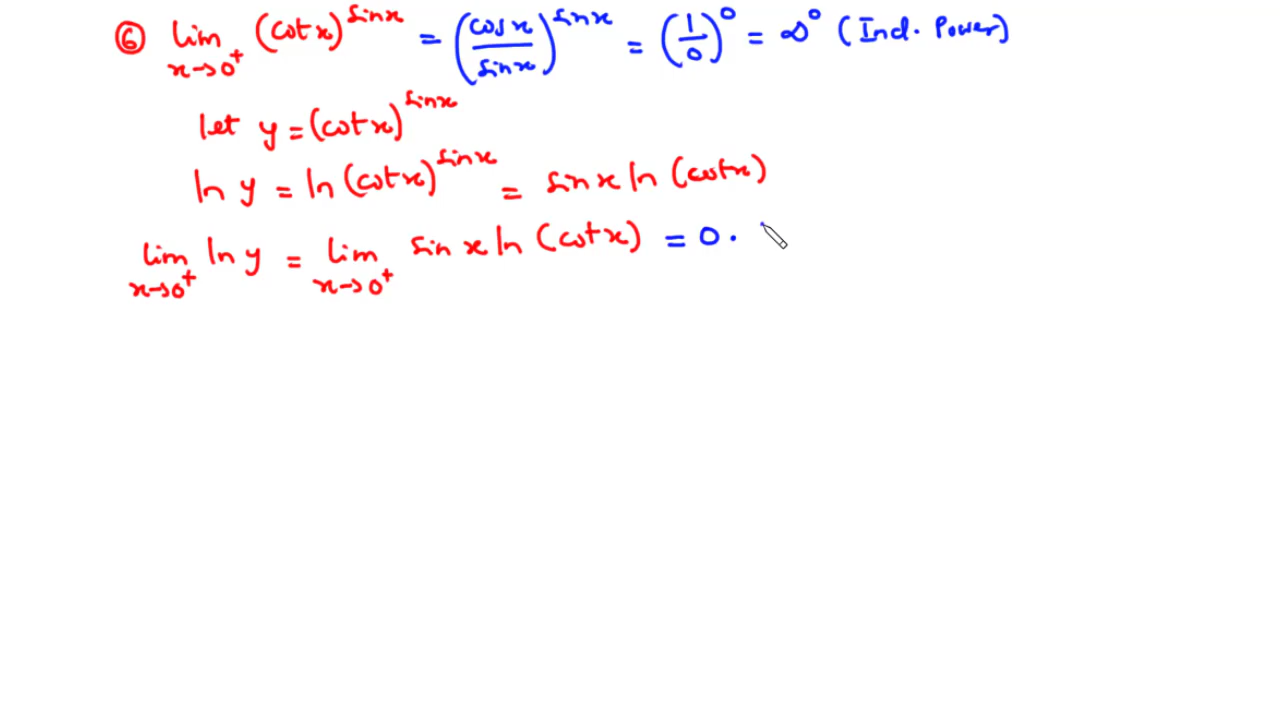 ⑥ lim x→0⁺ (cot x)^sin x = (cos x / sin x)^sin x = (1/0)^0 = ∞^0 (Ind. Power)
let y = (cot x)^sin x
ln y = ln (cot x)^sin x = sin x ln (cot x)
lim x→0⁺ ln y = lim x→0⁺ sin x ln (cot x) = 0 ·